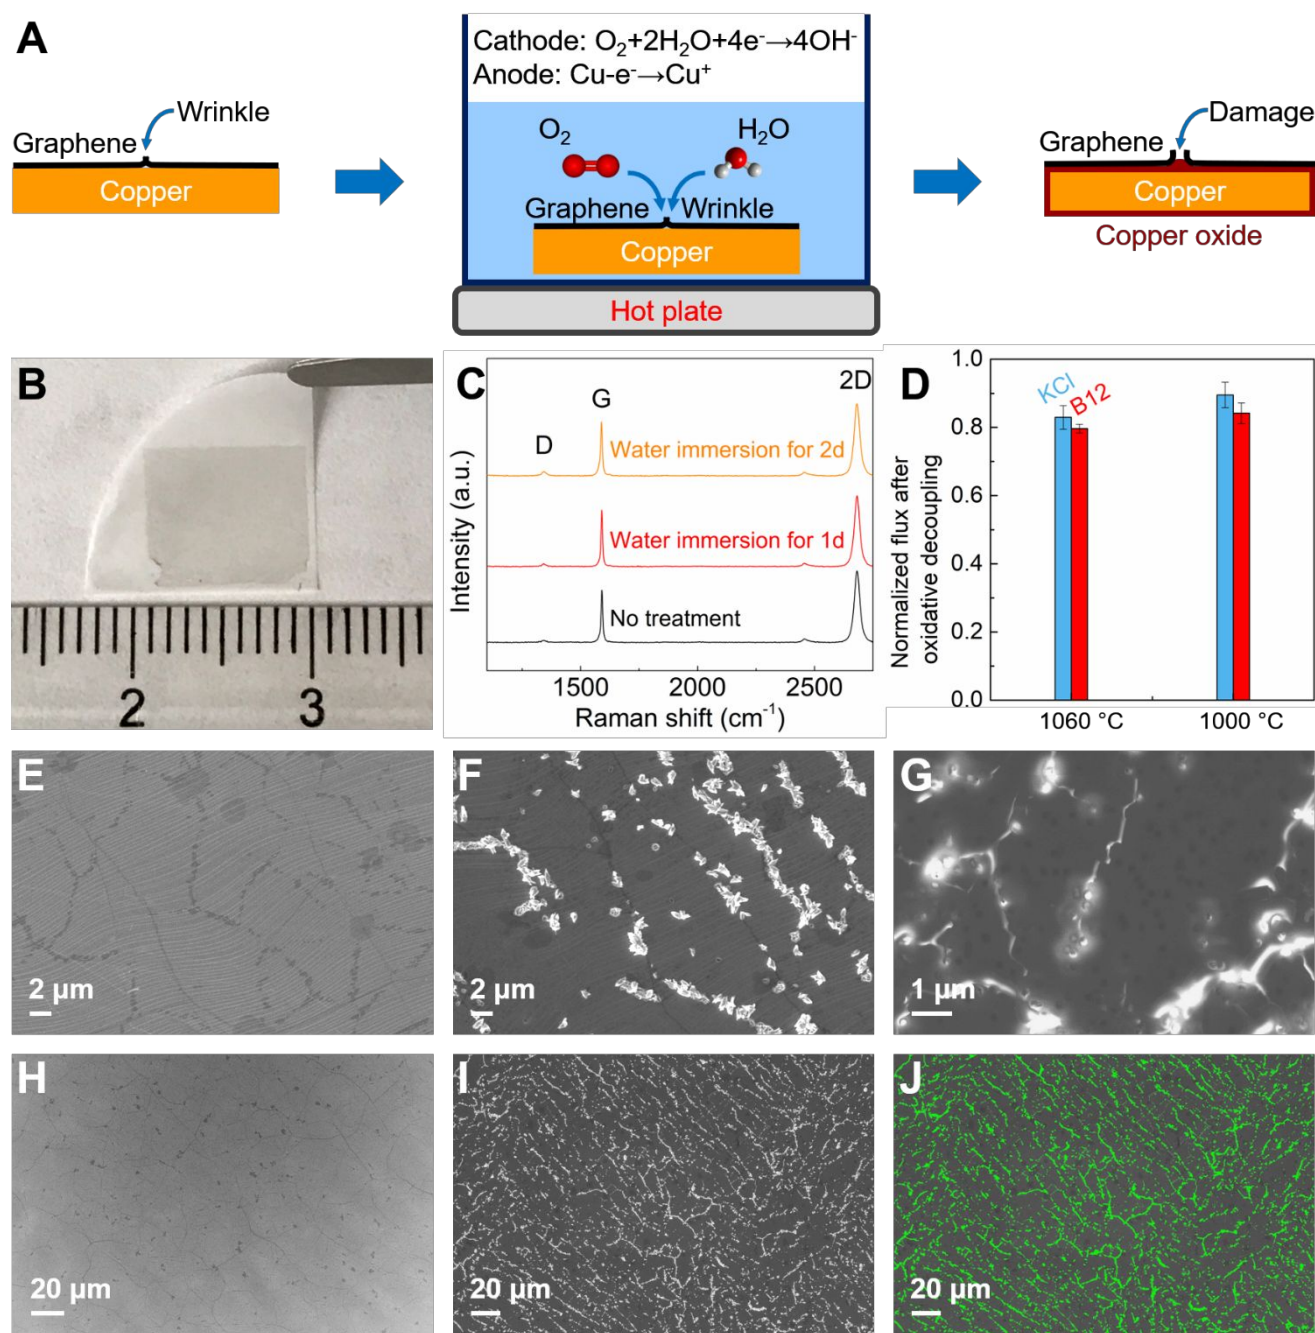 A
Cathode: O₂+2H₂O+4e⁻→4OH⁻
Anode: Cu-e⁻→Cu⁺
Wrinkle
Graphene
Copper
O₂
H₂O
Graphene
Wrinkle
Copper
Hot plate
Damage
Graphene
Copper
Copper oxide
B
2
3
C
2D
G
D
Water immersion for 2d
Water immersion for 1d
No treatment
Intensity (a.u.)
1500
2000
2500
Raman shift (cm⁻¹)
D
1.0
0.8
0.6
0.4
0.2
0.0
KCl
B12
Normalized flux after
oxidative decoupling
1060 °C
1000 °C
E
2 µm
F
2 µm
G
1 µm
H
20 µm
I
20 µm
J
20 µm